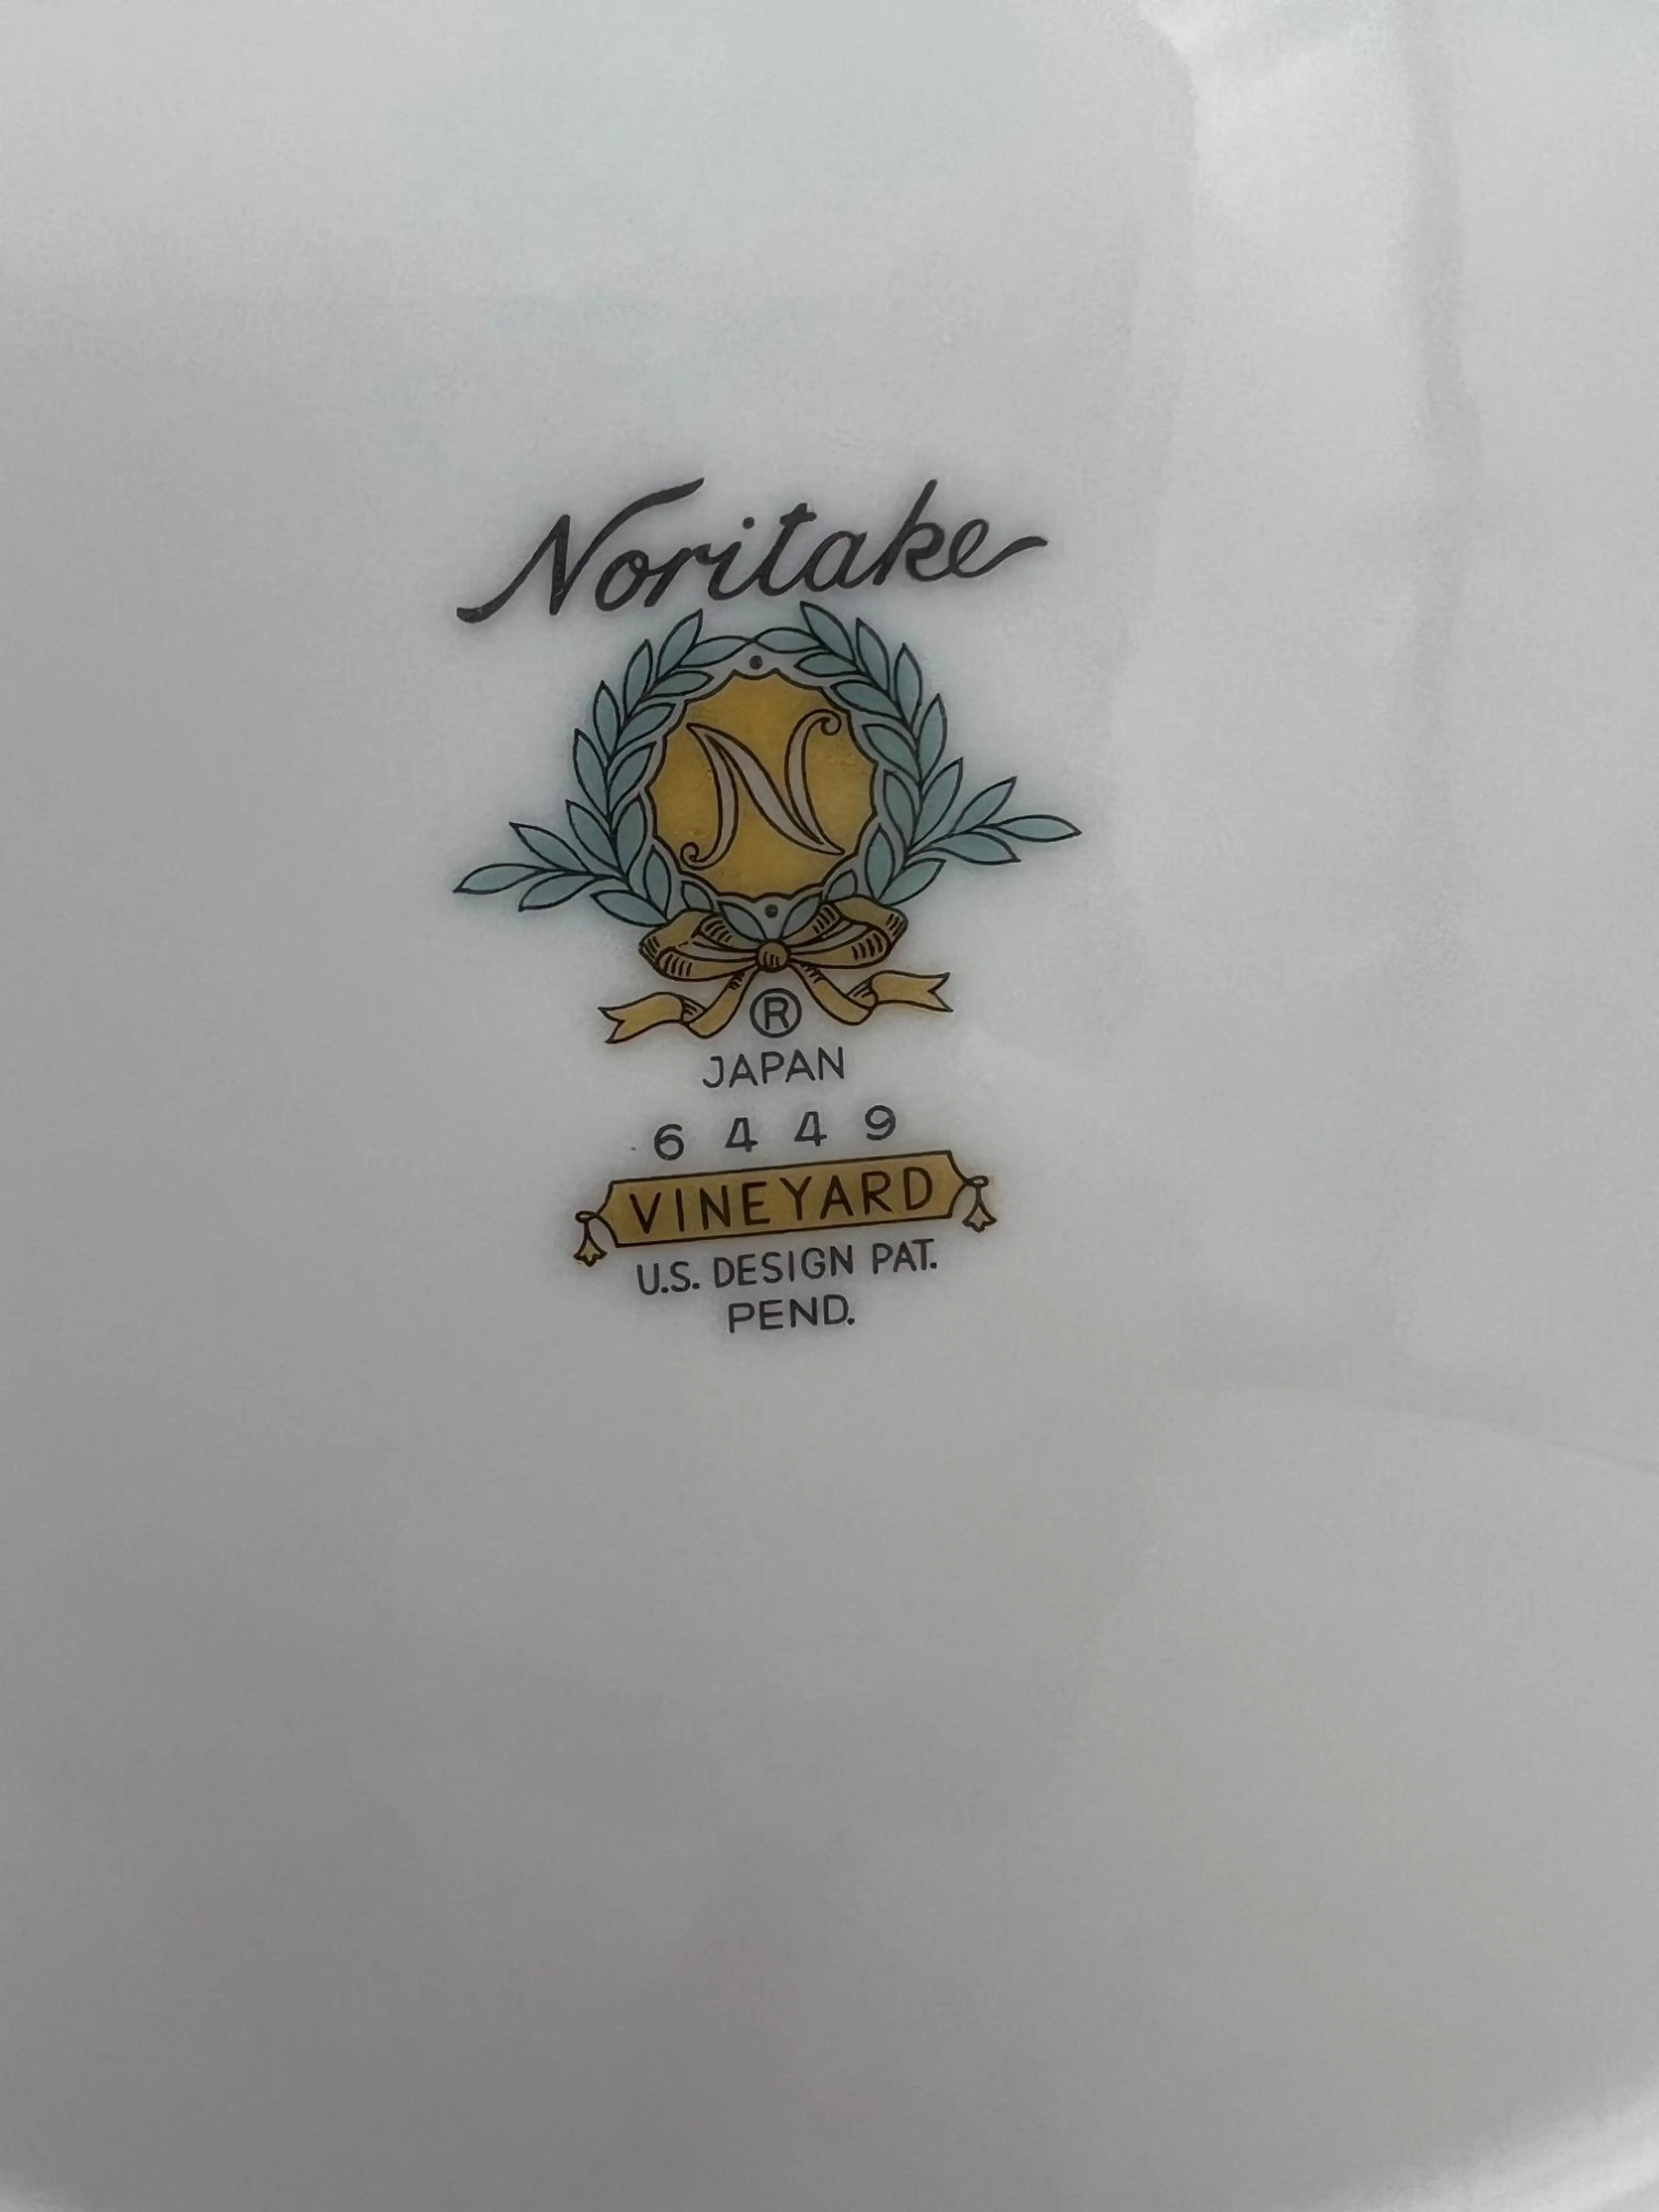 Noritake
N
®
JAPAN
6449
VINEYARD
U.S. DESIGN PAT.
PEND.